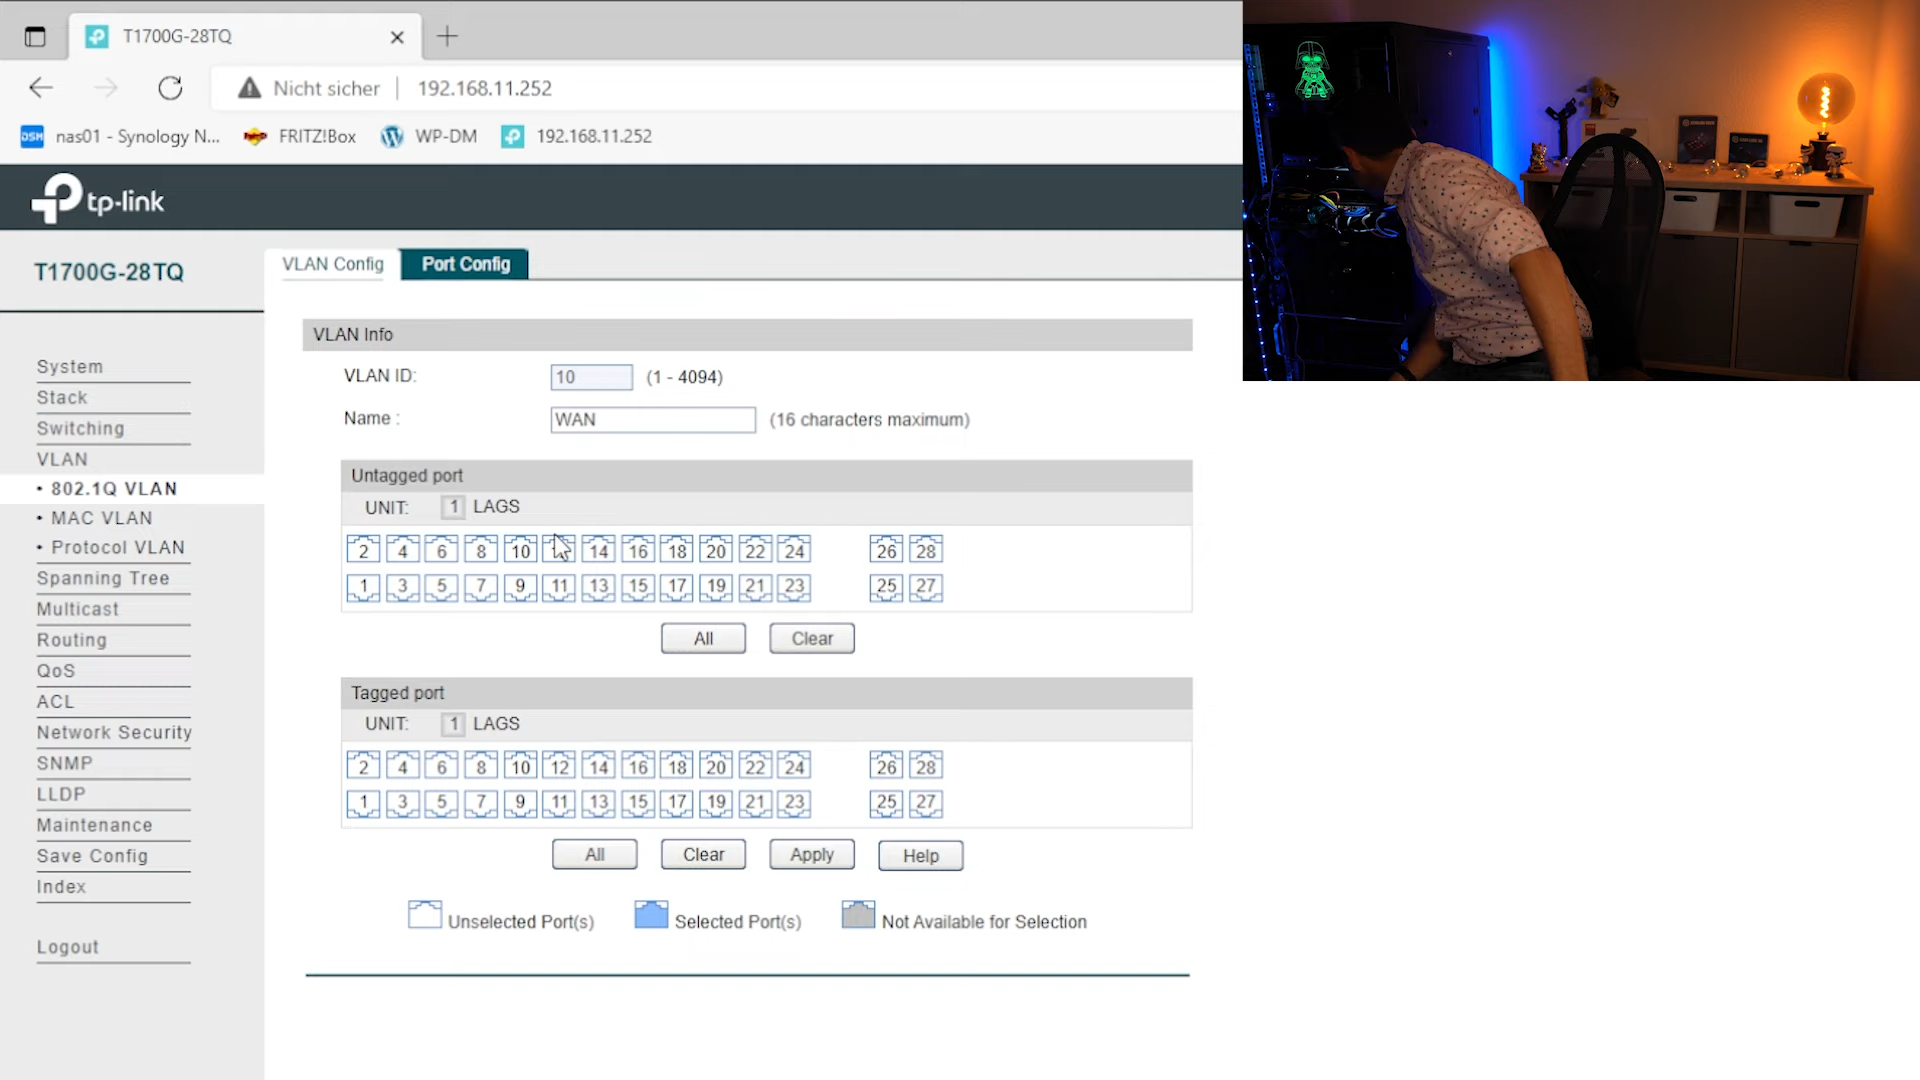 T1700G-28TQ
Nicht sicher 192.168.11.252
nas01 - Synology N... FRITZ!Box WP-DM 192.168.11.252
tp-link
T1700G-28TQ
VLAN Config Port Config
System
Stack
Switching
VLAN
• 802.1Q VLAN
• MAC VLAN
• Protocol VLAN
Spanning Tree
Multicast
Routing
QoS
ACL
Network Security
SNMP
LLDP
Maintenance
Save Config
Index
Logout
VLAN Info
VLAN ID: 10 (1 - 4094)
Name : WAN (16 characters maximum)
Untagged port
UNIT: 1 LAGS
2 4 6 8 10 14 16 18 20 22 24 26 28
1 3 5 7 9 11 13 15 17 19 21 23 25 27
All Clear
Tagged port
UNIT: 1 LAGS
2 4 6 8 10 12 14 16 18 20 22 24 26 28
1 3 5 7 9 11 13 15 17 19 21 23 25 27
All Clear Apply Help
Unselected Port(s) Selected Port(s) Not Available for Selection